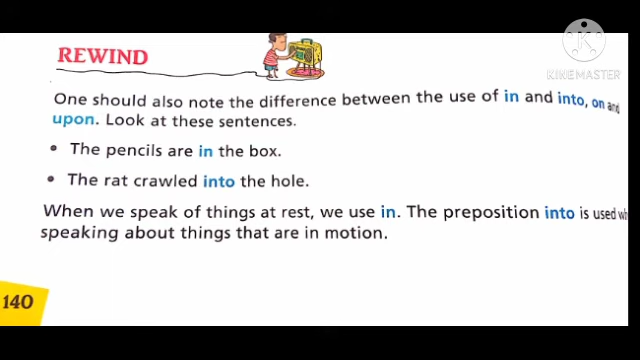 REWIND
KINEMASTER
One should also note the difference between the use of in and into, on and
upon. Look at these sentences.
• The pencils are in the box.
• The rat crawled into the hole.
When we speak of things at rest, we use in. The preposition into is used
speaking about things that are in motion.
140